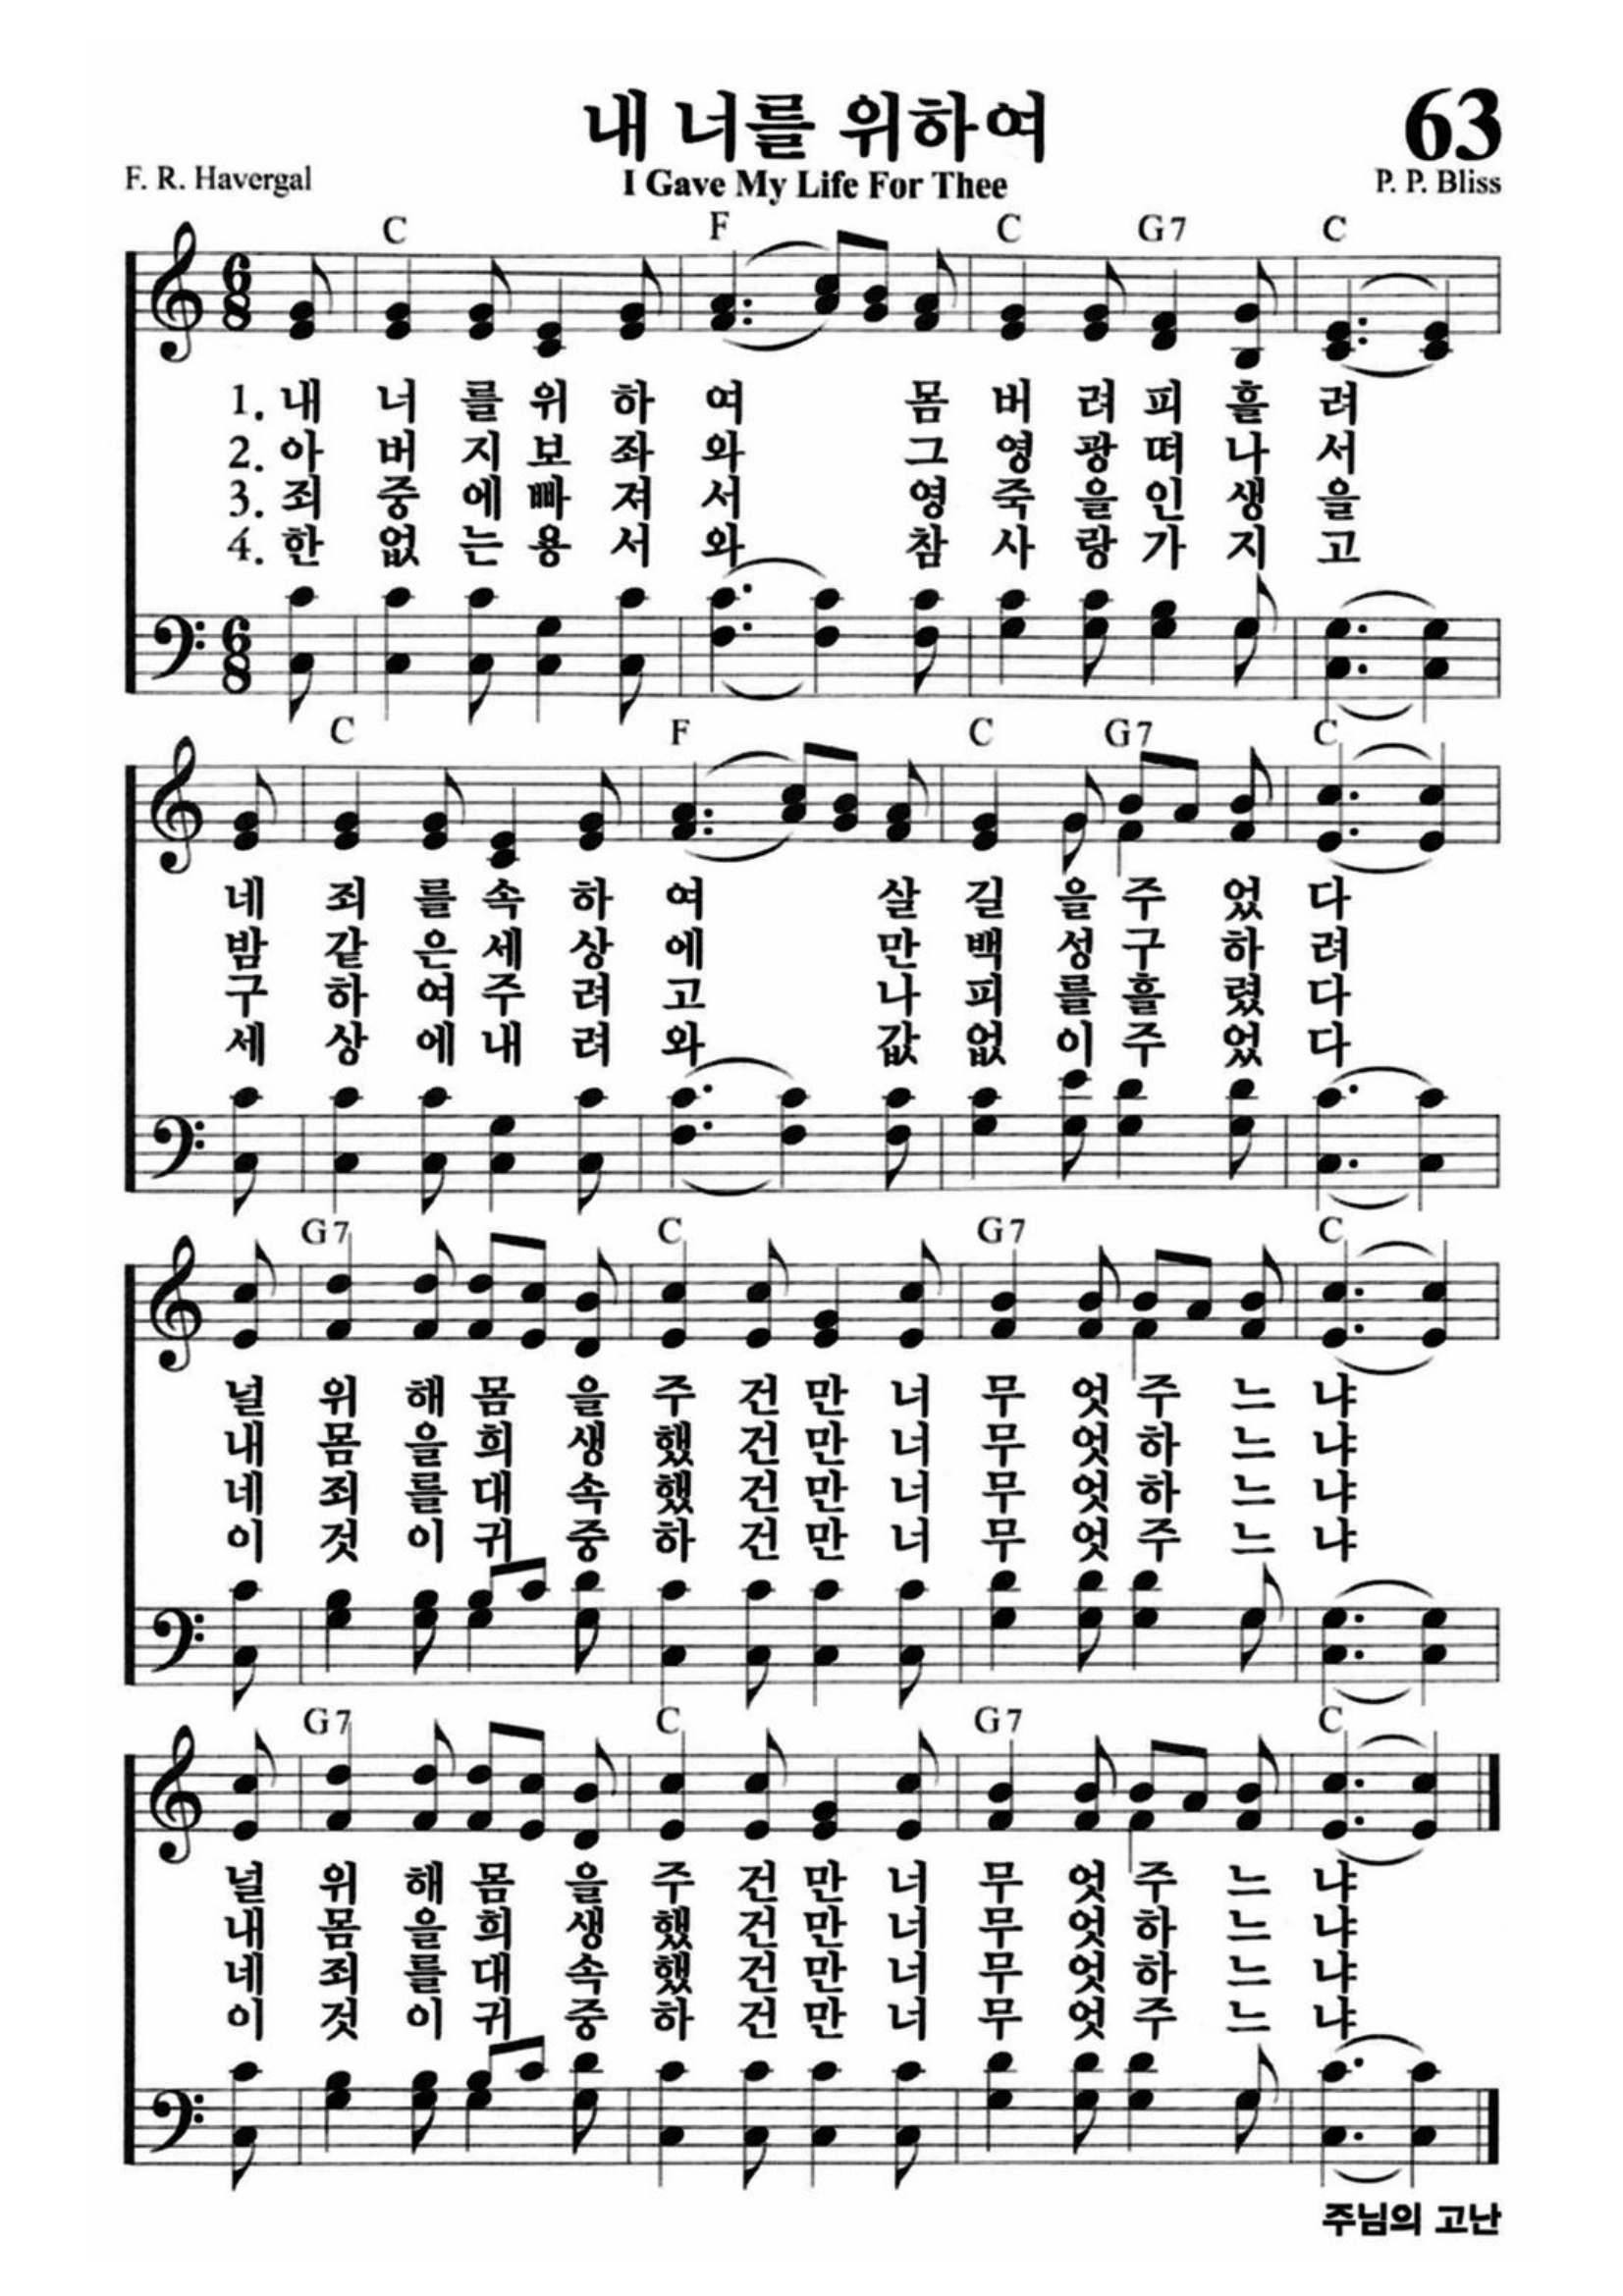 내 너를 위하여
63
F. R. Havergal
I Gave My Life For Thee
P. P. Bliss
C F C G7 C
6 8
1. 내 너 를 위 하 여 몸 버 려 피 흘 려
2. 아 버 지 보 좌 와 그 영 광 떠 나 서
3. 죄 중 에 빠 져 서 영 죽 을 인 생 을
4. 한 없 는 용 서 와 참 사 랑 가 지 고
6 8
C F C G7 C
네 죄 를 속 하 여 살 길 을 주 었 다
밤 같 은 세 상 에 만 백 성 구 하 려
구 하 여 주 려 고 나 피 를 흘 렸 다
세 상 에 내 려 와 값 없 이 주 었 다
G7 C G7 C
널 위 해 몸 을 주 건 만 너 무 엇 주 느 냐
내 몸 을 희 생 했 건 만 너 무 엇 하 느 냐
네 죄 를 대 속 했 건 만 너 무 엇 하 느 냐
이 것 이 귀 중 하 건 만 너 무 엇 주 느 냐
G7 C G7 C
널 위 해 몸 을 주 건 만 너 무 엇 주 느 냐
내 몸 을 희 생 했 건 만 너 무 엇 하 느 냐
네 죄 를 대 속 했 건 만 너 무 엇 하 느 냐
이 것 이 귀 중 하 건 만 너 무 엇 주 느 냐
주님의 고난